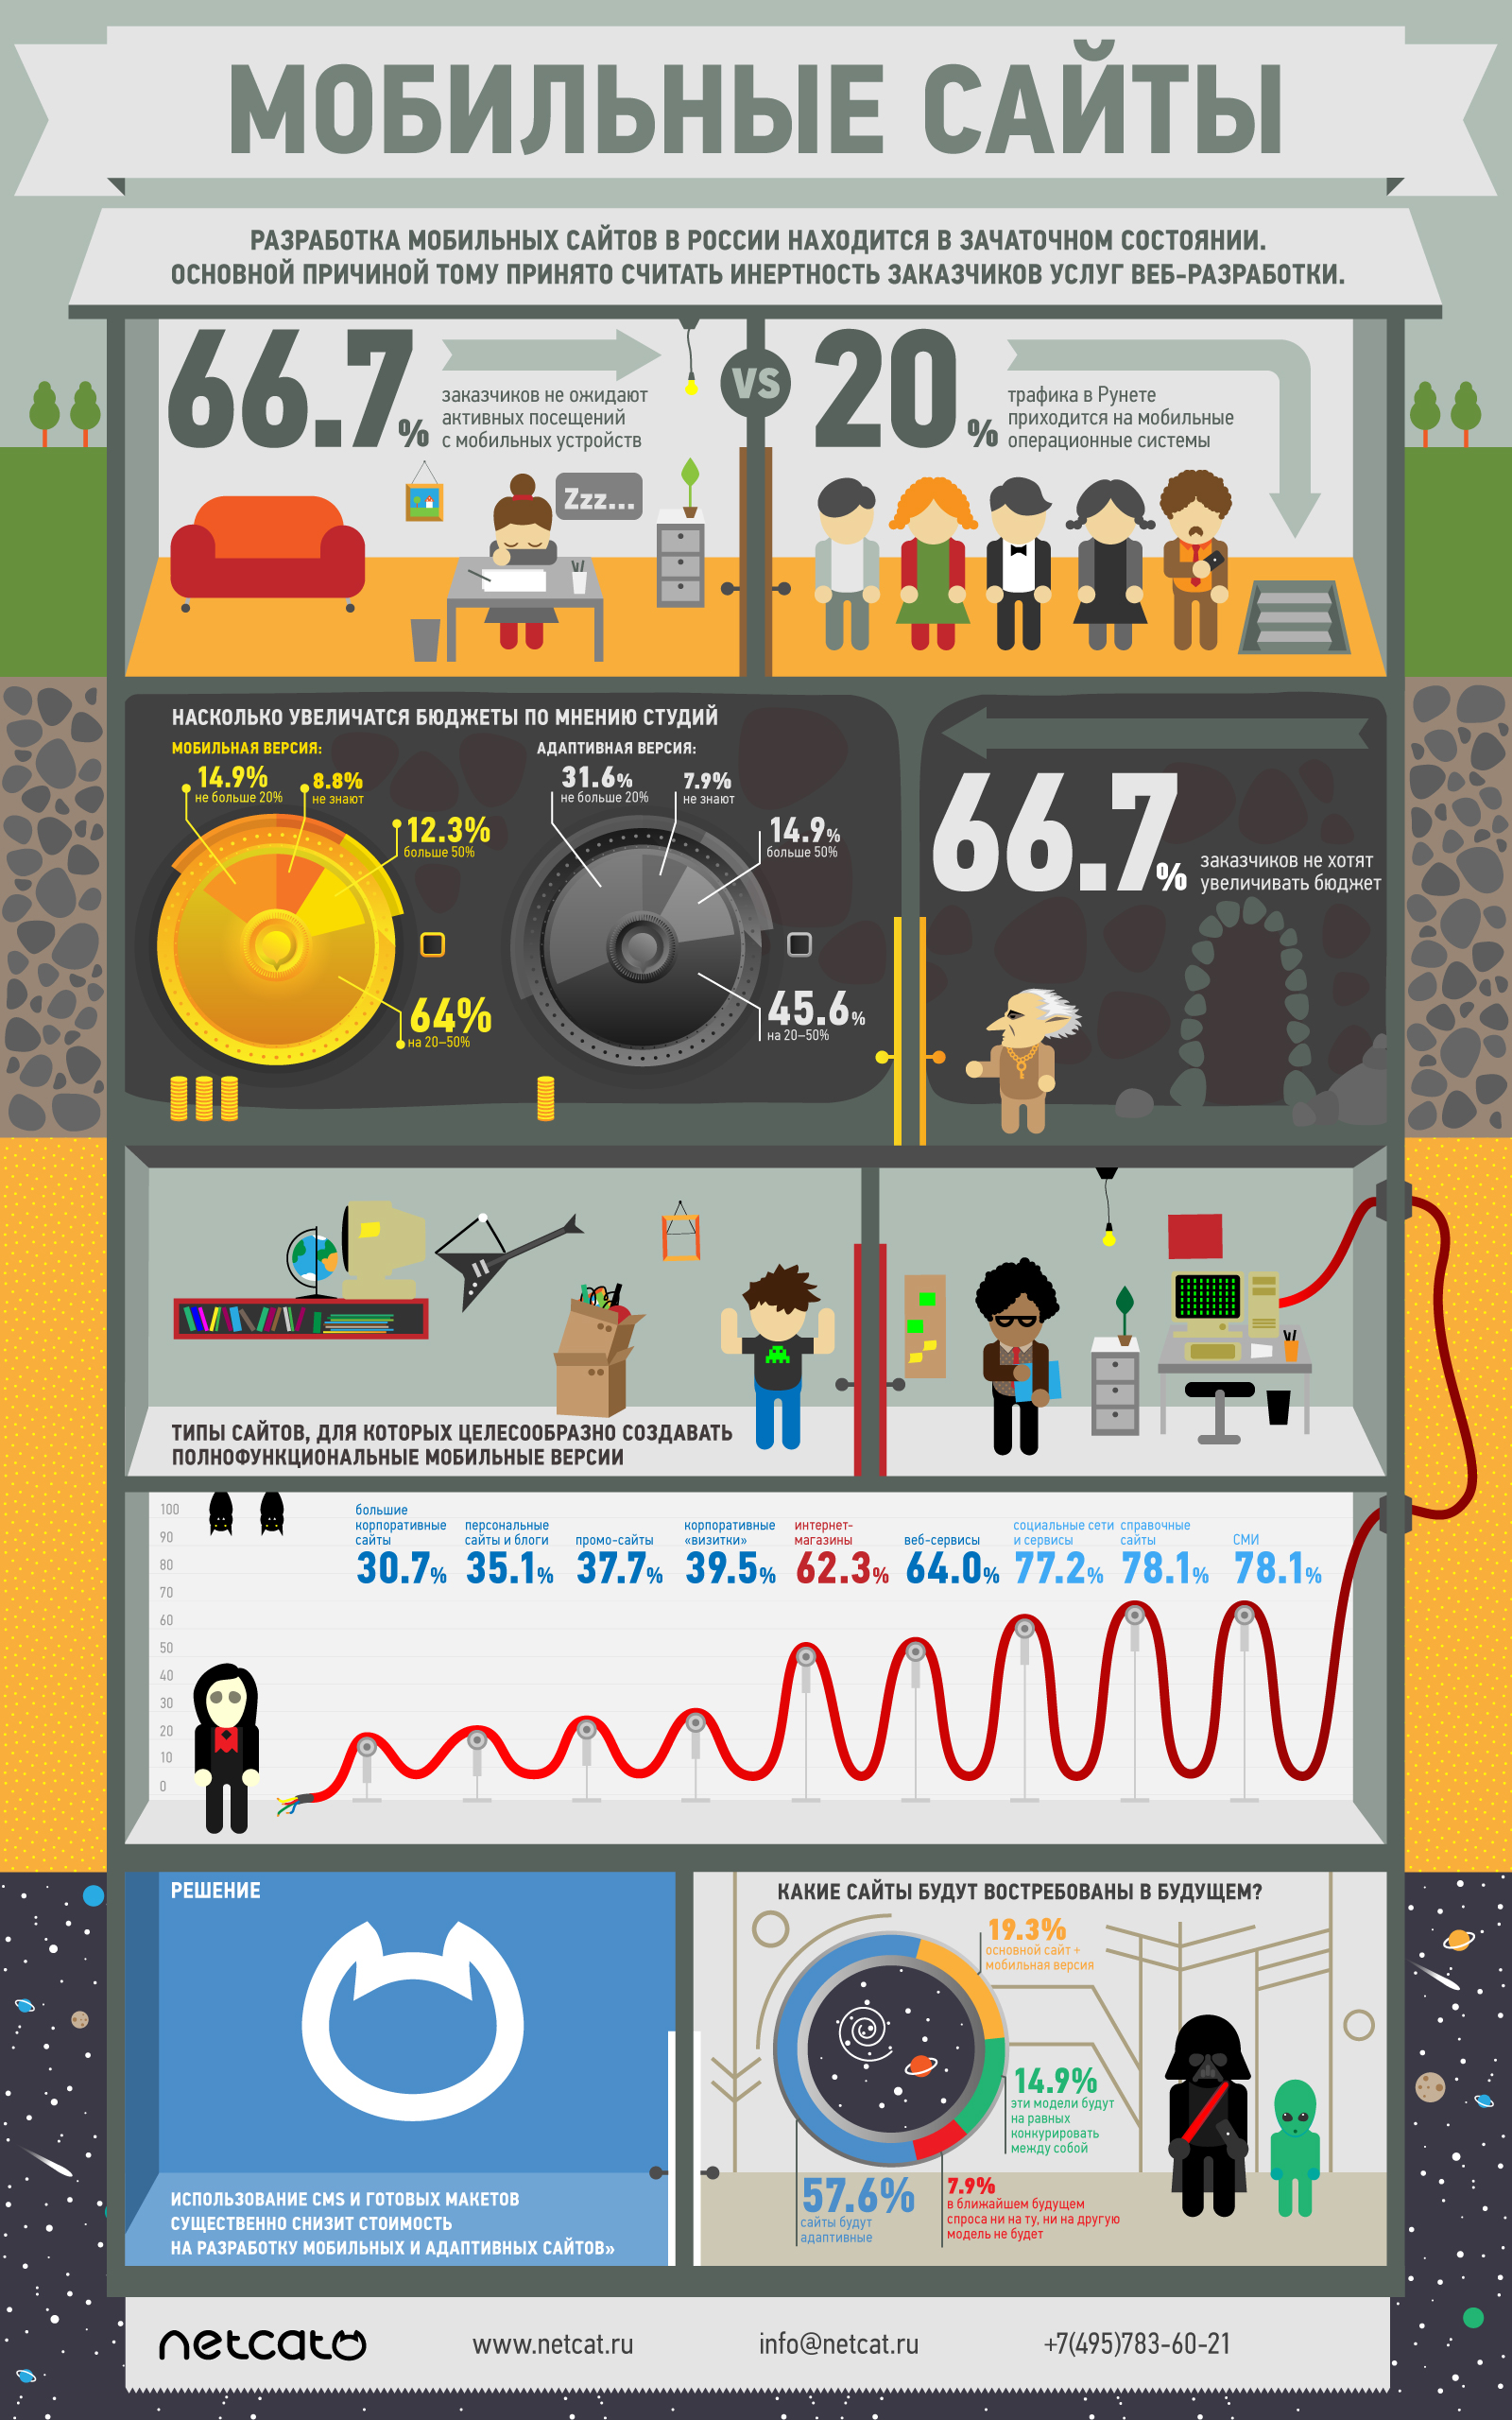 МОБИЛЬНЫЕ САЙТЫ
РАЗРАБОТКА МОБИЛЬНЫХ САЙТОВ В РОССИИ НАХОДИТСЯ В ЗАЧАТОЧНОМ СОСТОЯНИИ.
ОСНОВНОЙ ПРИЧИНОЙ ТОМУ ПРИНЯТО СЧИТАТЬ ИНЕРТНОСТЬ ЗАКАЗЧИКОВ УСЛУГ ВЕБ-РАЗРАБОТКИ.
66.7%
заказчиков не ожидают
активных посещений
с мобильных устройств
Zzz...
VS
20%
трафика в Рунете
приходится на мобильные
операционные системы
НАСКОЛЬКО УВЕЛИЧАТСЯ БЮДЖЕТЫ ПО МНЕНИЮ СТУДИЙ
МОБИЛЬНАЯ ВЕРСИЯ:
14.9%
не больше 20%
8.8%
не знают
12.3%
больше 50%
64%
на 20–50%
АДАПТИВНАЯ ВЕРСИЯ:
31.6%
не больше 20%
7.9%
не знают
14.9%
больше 50%
45.6%
на 20–50%
66.7%
заказчиков не хотят
увеличивать бюджет
ТИПЫ САЙТОВ, ДЛЯ КОТОРЫХ ЦЕЛЕСООБРАЗНО СОЗДАВАТЬ
ПОЛНОФУНКЦИОНАЛЬНЫЕ МОБИЛЬНЫЕ ВЕРСИИ
100
90
80
70
60
50
40
30
20
10
0
большие
корпоративные
сайты
30.7%
персональные
сайты и блоги
35.1%
промо-сайты
37.7%
корпоративные
«визитки»
39.5%
интернет-
магазины
62.3%
веб-сервисы
64.0%
социальные сети
и сервисы
77.2%
справочные
сайты
78.1%
СМИ
78.1%
РЕШЕНИЕ
ИСПОЛЬЗОВАНИЕ CMS И ГОТОВЫХ МАКЕТОВ
СУЩЕСТВЕННО СНИЗИТ СТОИМОСТЬ
НА РАЗРАБОТКУ МОБИЛЬНЫХ И АДАПТИВНЫХ САЙТОВ»
КАКИЕ САЙТЫ БУДУТ ВОСТРЕБОВАНЫ В БУДУЩЕМ?
19.3%
основной сайт +
мобильная версия
14.9%
эти модели будут
на равных
конкурировать
между собой
57.6%
сайты будут
адаптивные
7.9%
в ближайшем будущем
спроса ни на ту, ни на другую
модель не будет
netcat
www.netcat.ru
info@netcat.ru
+7(495)783-60-21